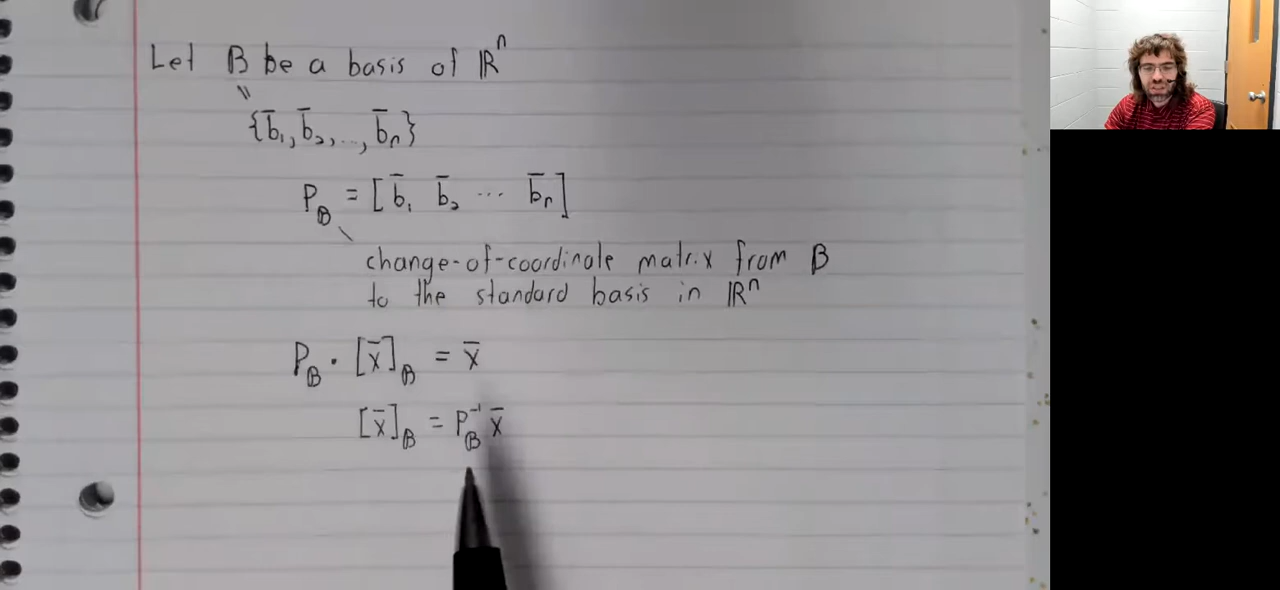 Let B be a basis of ℝⁿ
{b̄₁, b̄₂, ..., b̄ₙ}
P_B = [b̄₁ b̄₂ ⋯ b̄ₙ]
change-of-coordinate matrix from B
to the standard basis in ℝⁿ
P_B · [x̄]_B = x̄
[x̄]_B = P_B⁻¹ x̄